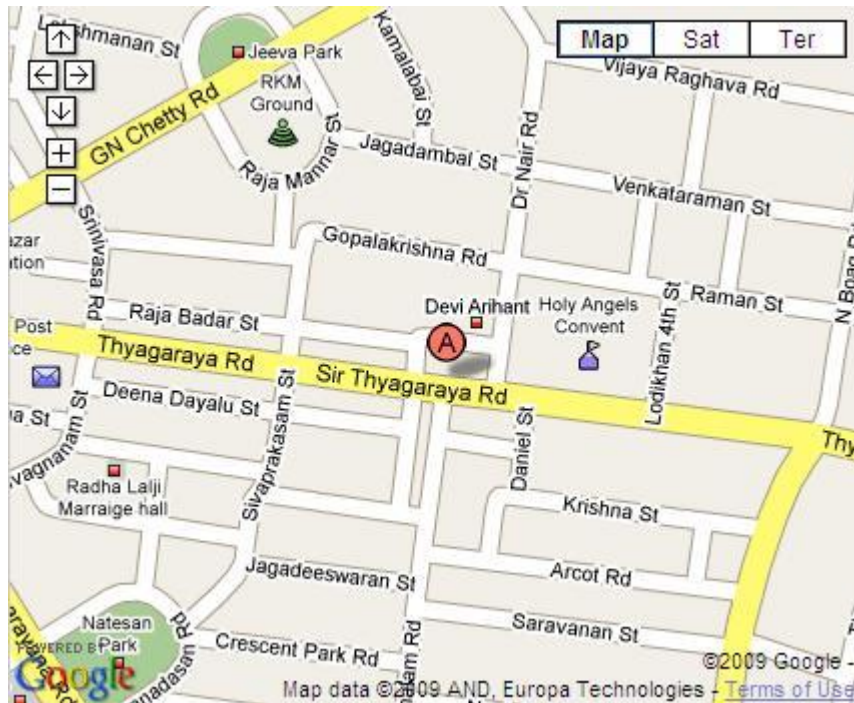 Map Sat Ter
Kamalabai St
Jeeva Park
RKM
Ground
Vijaya Raghava Rd
GN Chetty Rd
Dr Nair Rd
Raja Mannar St
Jagadambal St
Venkataraman St
Srinivasa Rd
Gopalakrishna Rd
Raman St
Raja Badar St
Devi Arihant
Holy Angels
Convent
Lodikhan 4th St
Post
A
Thyagaraya Rd
Sir Thyagaraya Rd
Deena Dayalu St
Daniel St
Sivaprakasam St
Radha Lalji
Marraige hall
Krishna St
Jagadeeswaran St
Arcot Rd
Natesan
Park
Saravanan St
Crescent Park Rd
POWERED BY
Google
©2009 Google -
Map data ©2009 AND, Europa Technologies - Terms of Use